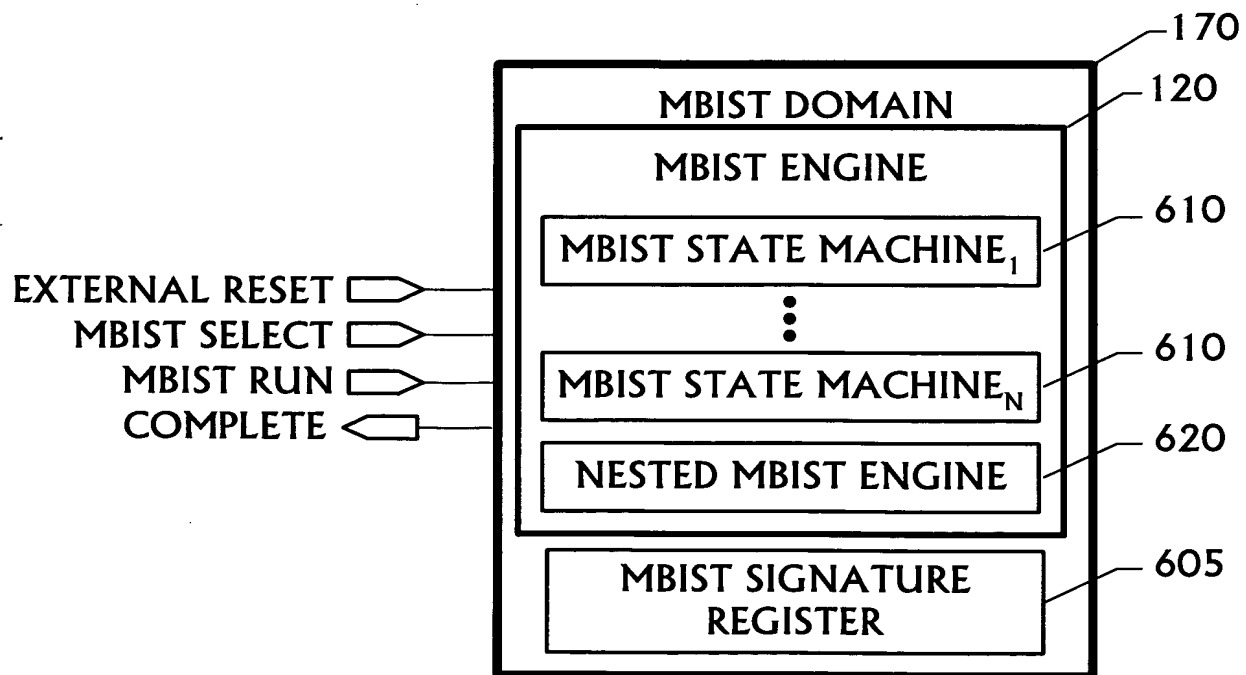 170
MBIST DOMAIN
120
MBIST ENGINE
610
MBIST STATE MACHINE1
EXTERNAL RESET
MBIST SELECT
MBIST RUN
COMPLETE
610
MBIST STATE MACHINEN
620
NESTED MBIST ENGINE
605
MBIST SIGNATURE
REGISTER